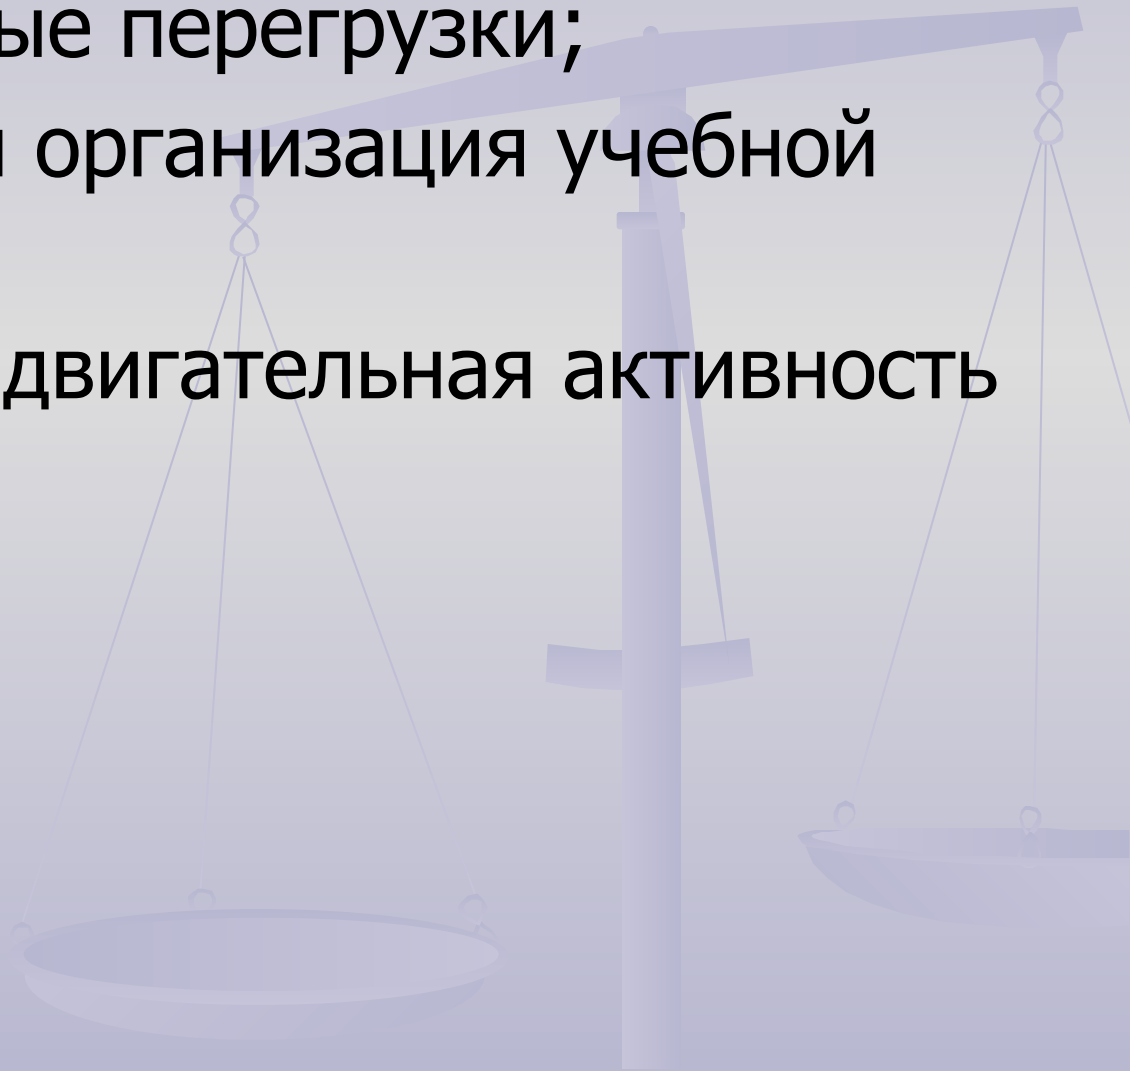 ые перегрузки;
организация учебной
двигательная активность